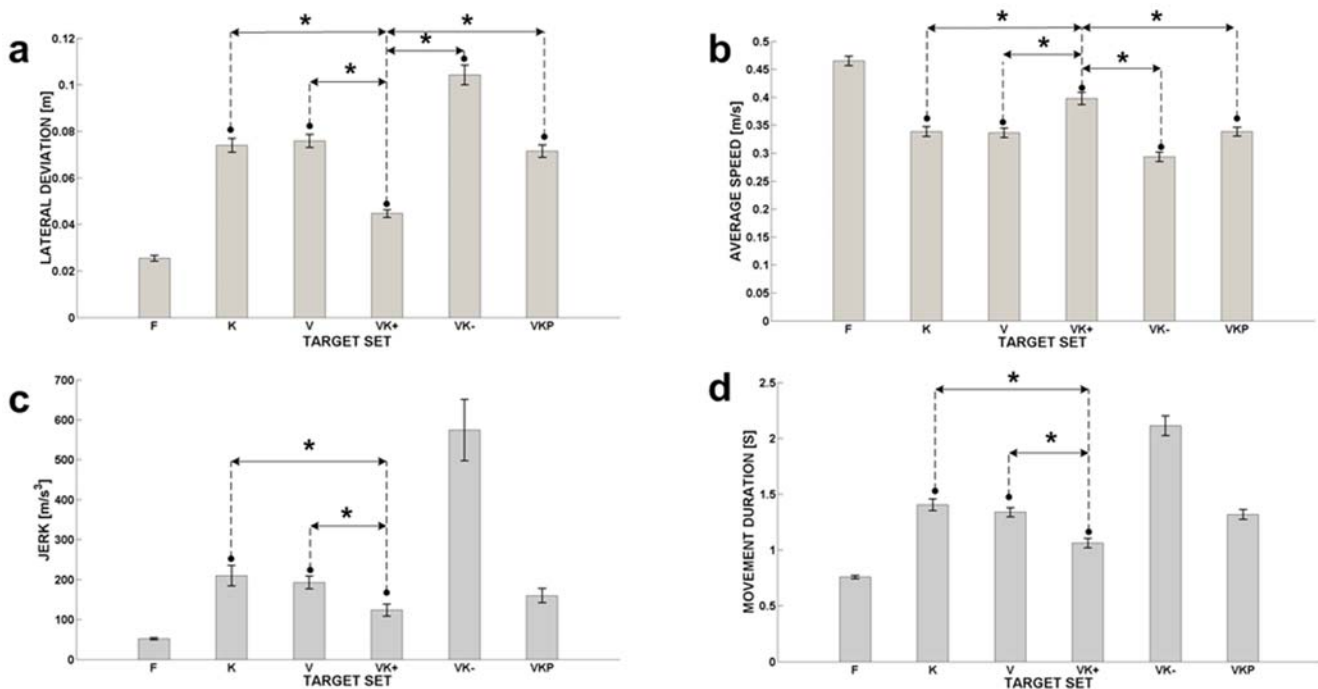 a
LATERAL DEVIATION [m]
0.12
0.1
0.08
0.06
0.04
0.02
0
* * * *
F K V VK+ VK- VKP
TARGET SET
b
AVERAGE SPEED [m/s]
0.5
0.45
0.4
0.35
0.3
0.25
0.2
0.15
0.1
0.05
0
* * * *
F K V VK+ VK- VKP
TARGET SET
c
JERK [m/s³]
700
600
500
400
300
200
100
0
* *
F K V VK+ VK- VKP
TARGET SET
d
MOVEMENT DURATION [S]
2.5
2
1.5
1
0.5
0
* *
F K V VK+ VK- VKP
TARGET SET